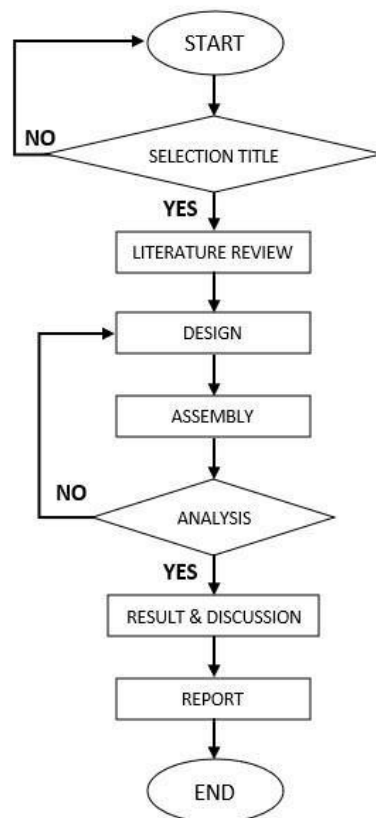 START
NO
SELECTION TITLE
YES
LITERATURE REVIEW
DESIGN
ASSEMBLY
NO
ANALYSIS
YES
RESULT & DISCUSSION
REPORT
END